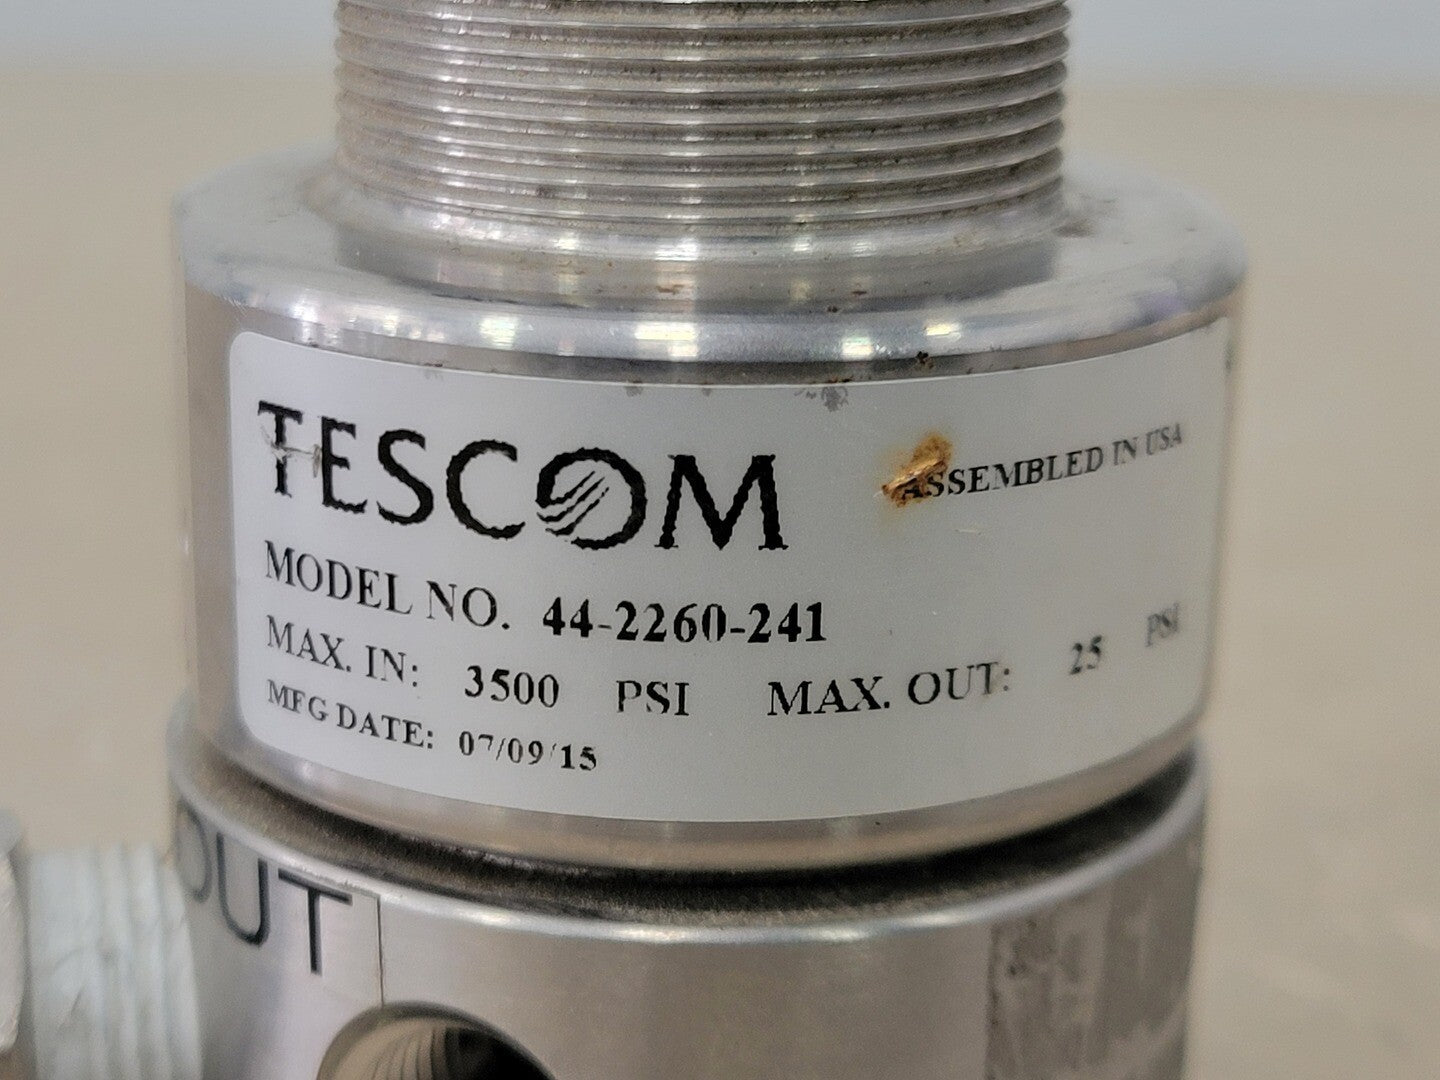 TESCOM
ASSEMBLED IN USA
MODEL NO. 44-2260-241
MAX. IN: 3500 PSI MAX. OUT: 25 PSI
MFG DATE: 07/09/15
OUT